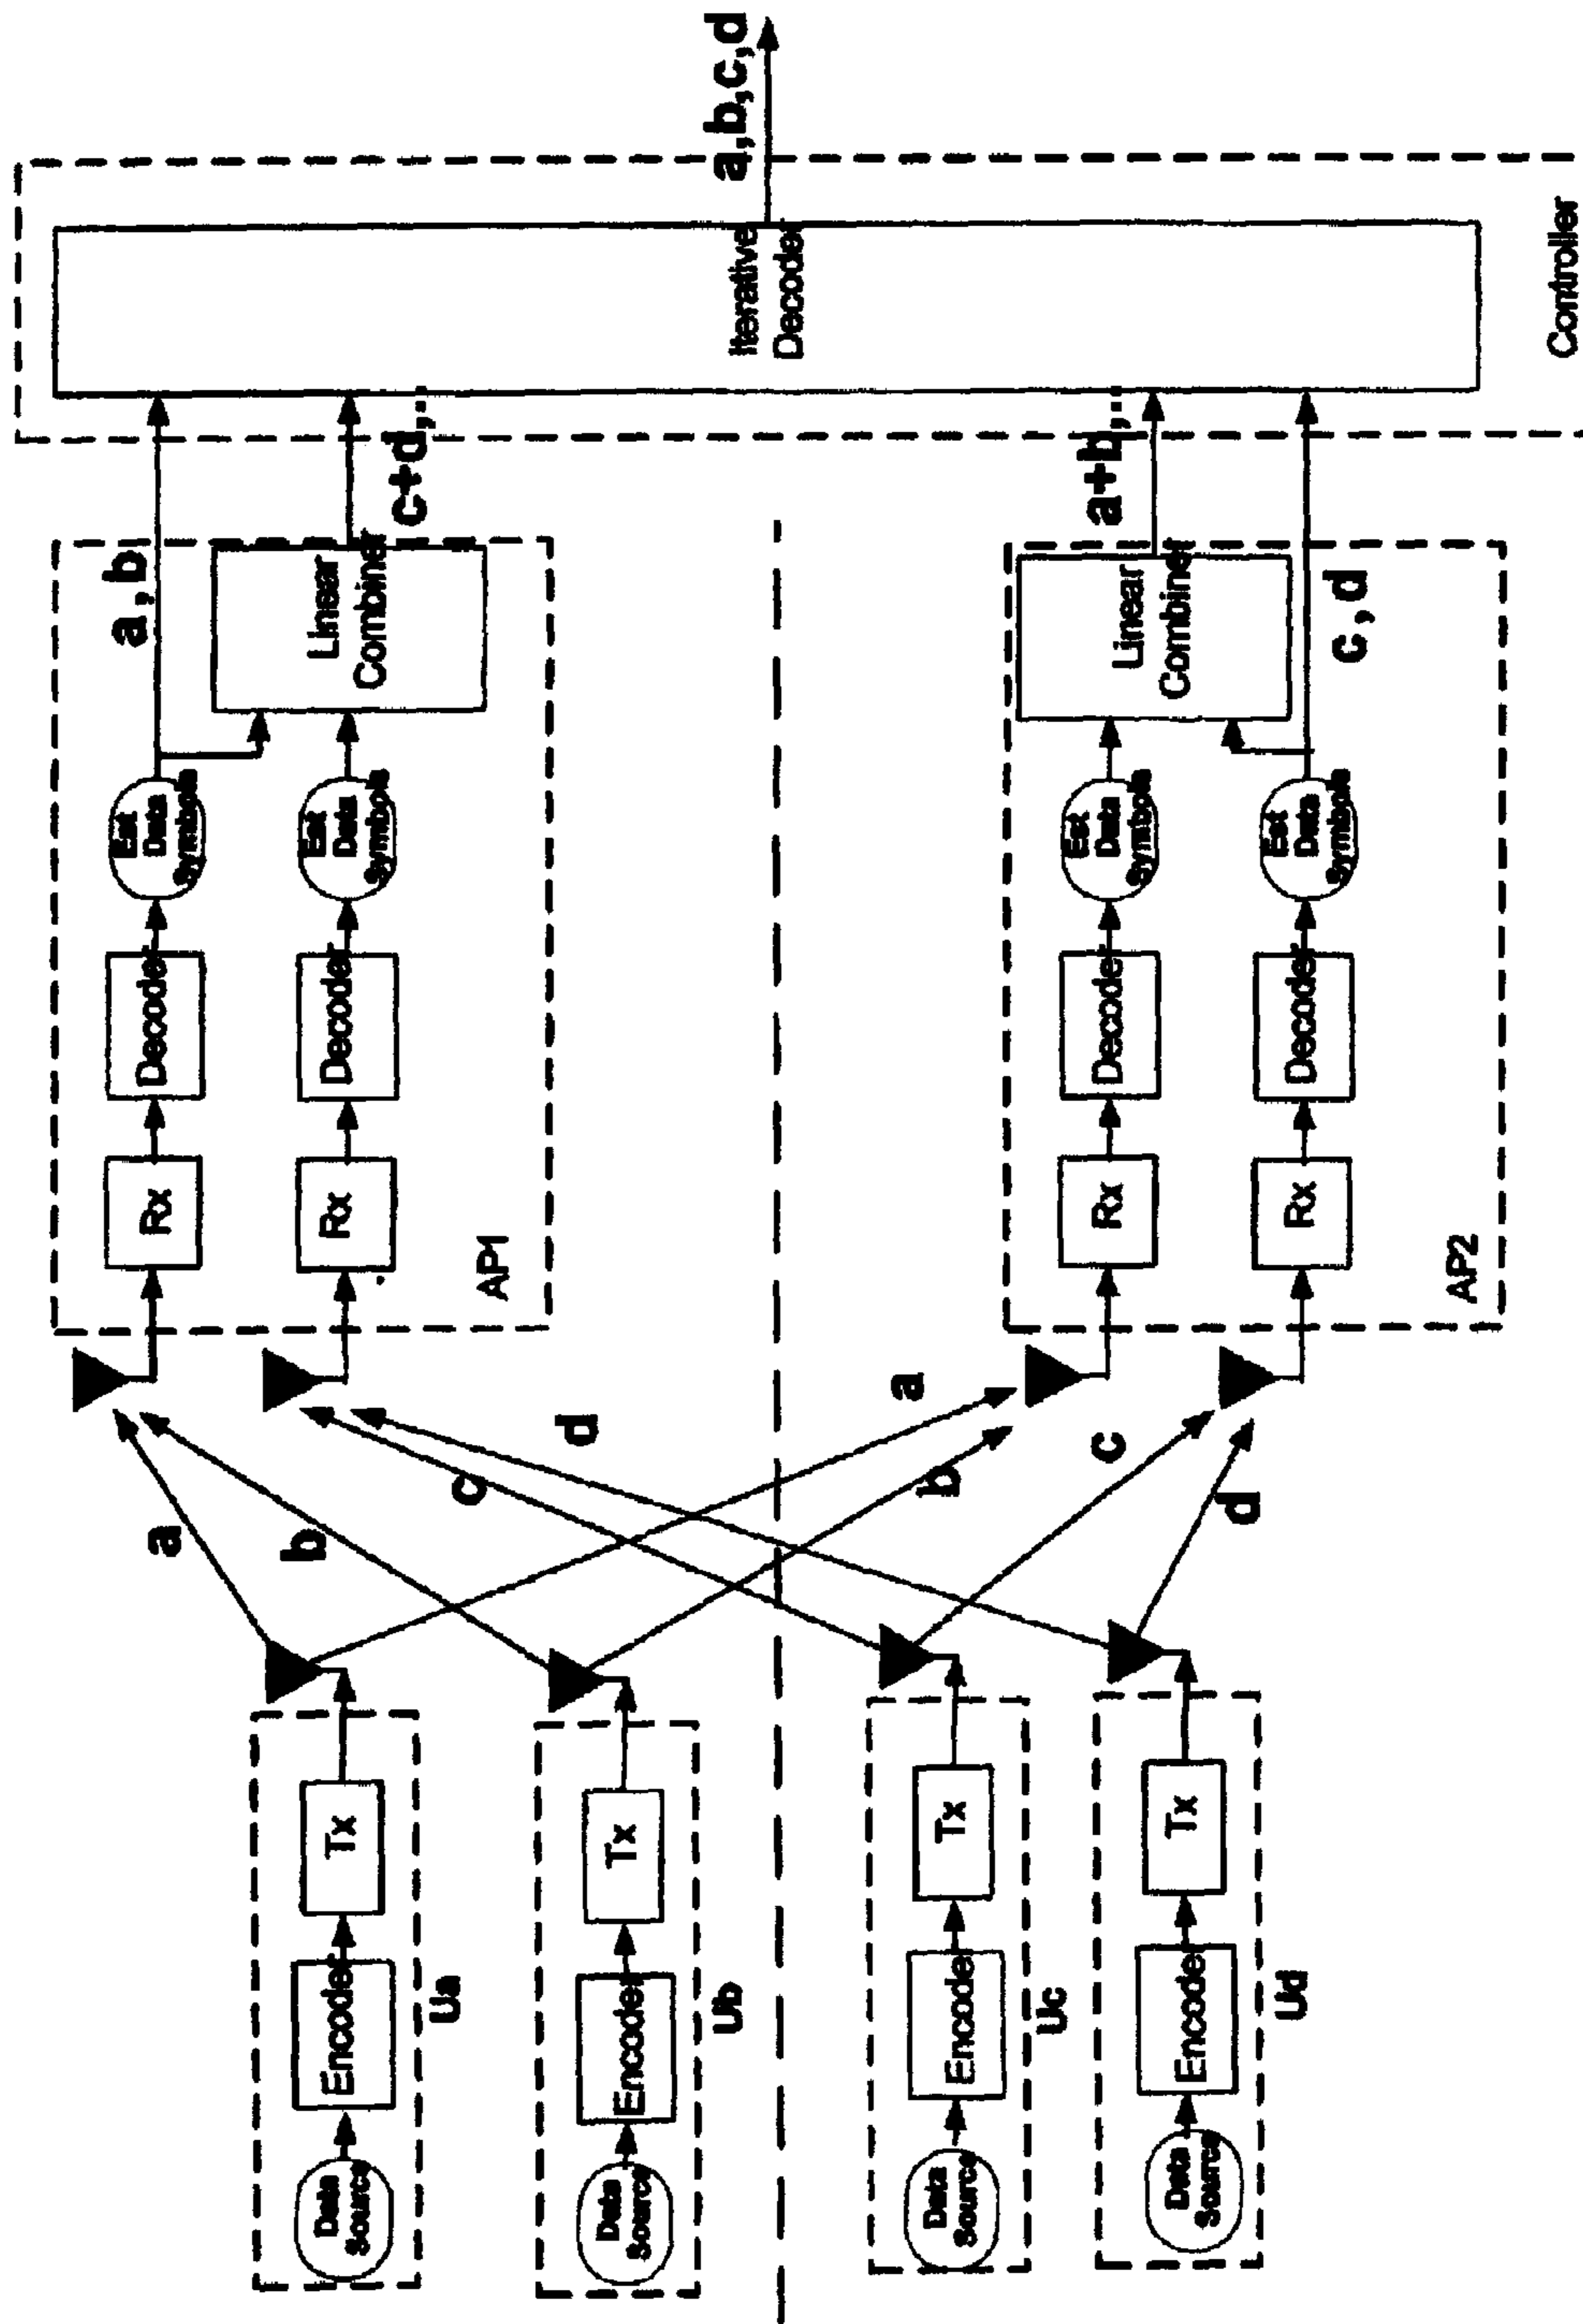 Data
Source
Encoder
Tx
Ua
a
Data
Source
Encoder
Tx
Ub
b
Data
Source
Encoder
Tx
Uc
c
Data
Source
Encoder
Tx
Ud
d
a
b
c
d
Rx
Decoder
Est
Data
Symbols
a,b
Rx
Decoder
Est
Data
Symbols
Linear
Combiner
c+d,..
AP1
Rx
Decoder
Est
Data
Symbols
Linear
Combiner
a+b,..
Rx
Decoder
Est
Data
Symbols
c,d
AP2
Iterative
Decoder
a,b,c,d
Controller